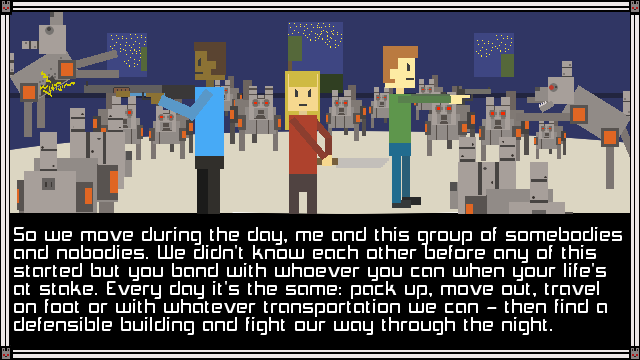 So we move during the day, me and this group of somebodies
and nobodies. We didn't know each other before any of this
started but you band with whoever you can when your life's
at stake. Every day it's the same: pack up, move out, travel
on foot or with whatever transportation we can - then find a
defensible building and fight our way through the night.